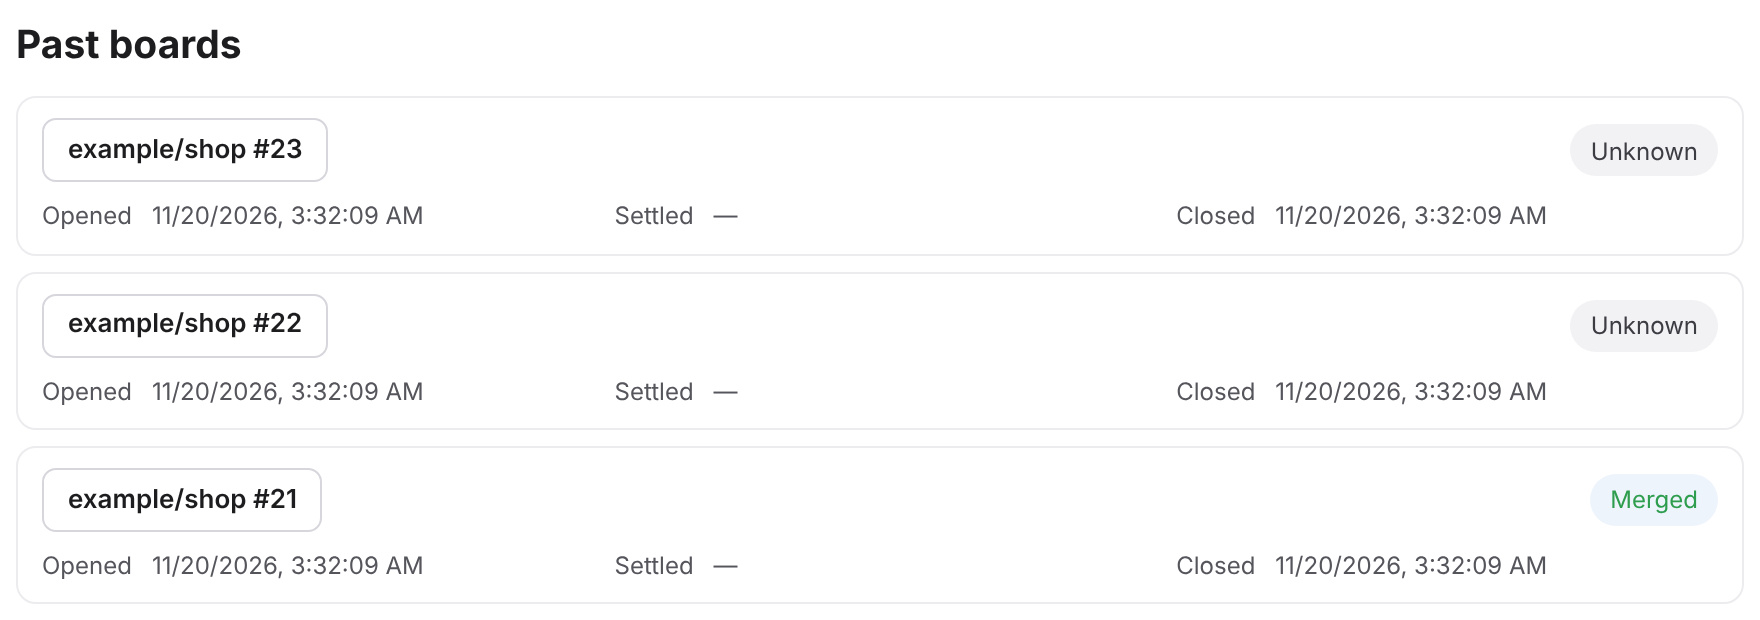 Past boards
example/shop #23
Unknown
Opened 11/20/2026, 3:32:09 AM Settled — Closed 11/20/2026, 3:32:09 AM
example/shop #22
Unknown
Opened 11/20/2026, 3:32:09 AM Settled — Closed 11/20/2026, 3:32:09 AM
example/shop #21
Merged
Opened 11/20/2026, 3:32:09 AM Settled — Closed 11/20/2026, 3:32:09 AM